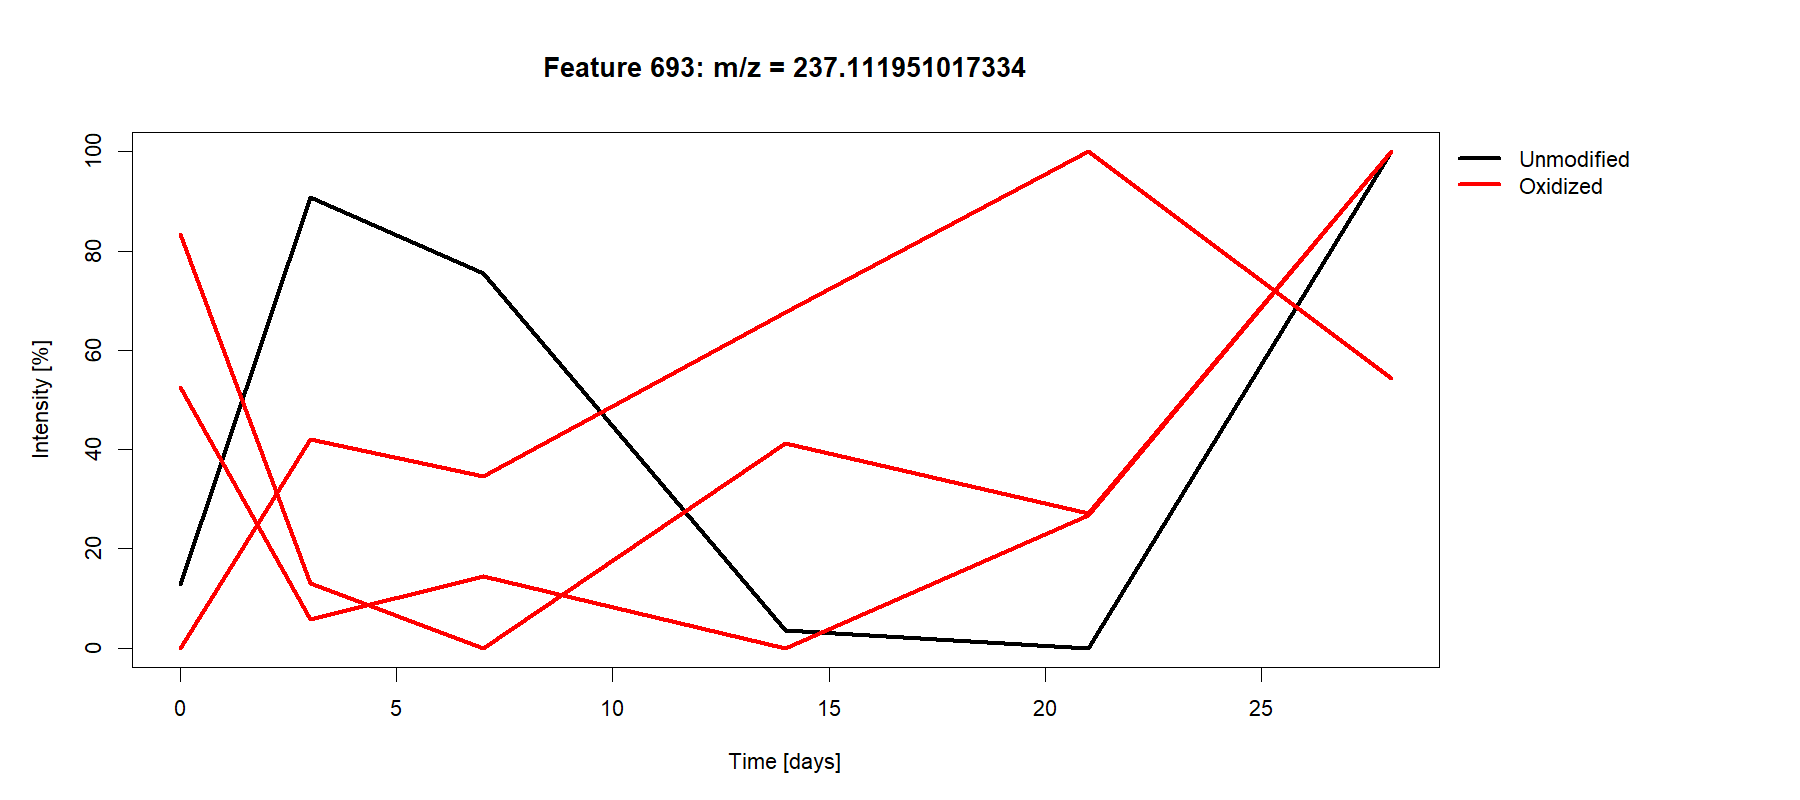 Feature 693: m/z = 237.111951017334
Unmodified
Oxidized
Intensity [%]
100
80
60
40
20
0
0 5 10 15 20 25
Time [days]